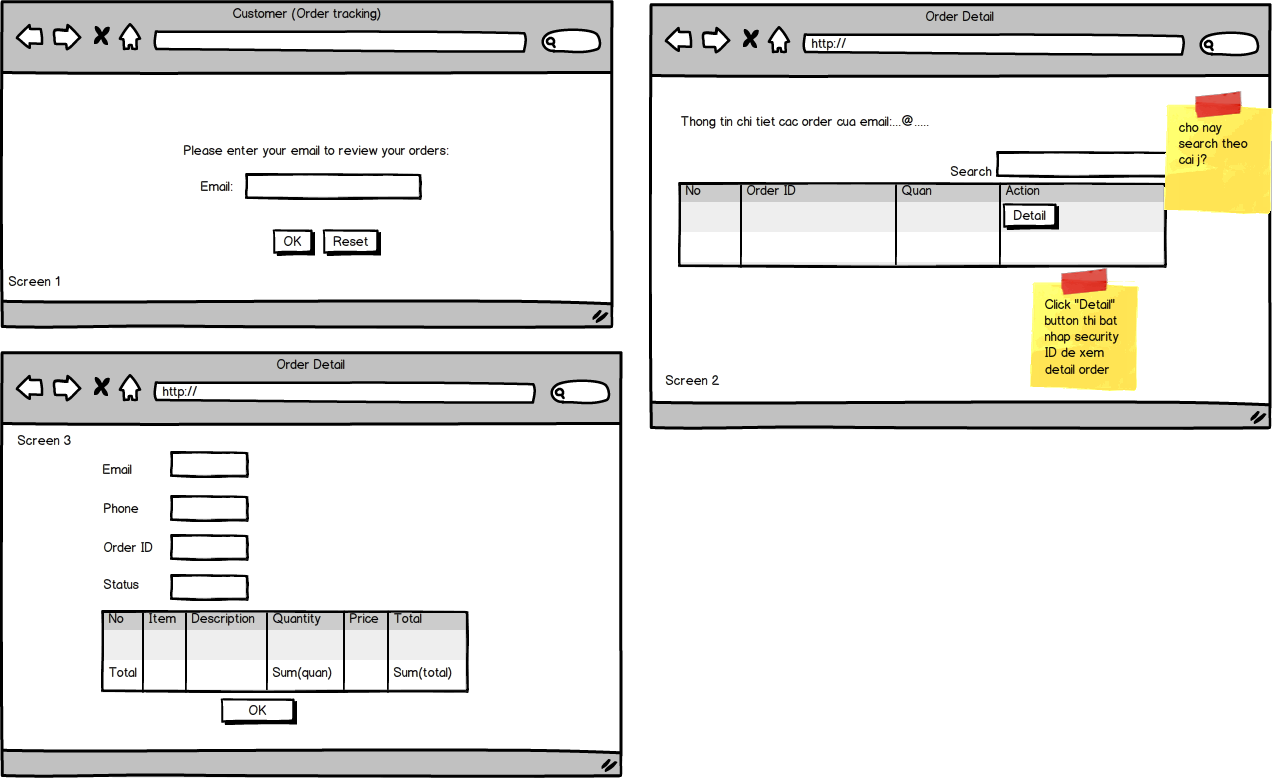 Customer (Order tracking)
Please enter your email to review your orders:
Email:
OK Reset
Screen 1
Order Detail
http://
Thong tin chi tiet cac order cua email:...@.....
Search
No Order ID Quan Action
Detail
cho nay
search theo
cai j?
Click "Detail"
button thi bat
nhap security
ID de xem
detail order
Screen 2
Order Detail
http://
Screen 3
Email
Phone
Order ID
Status
No Item Description Quantity Price Total
Total Sum(quan) Sum(total)
OK